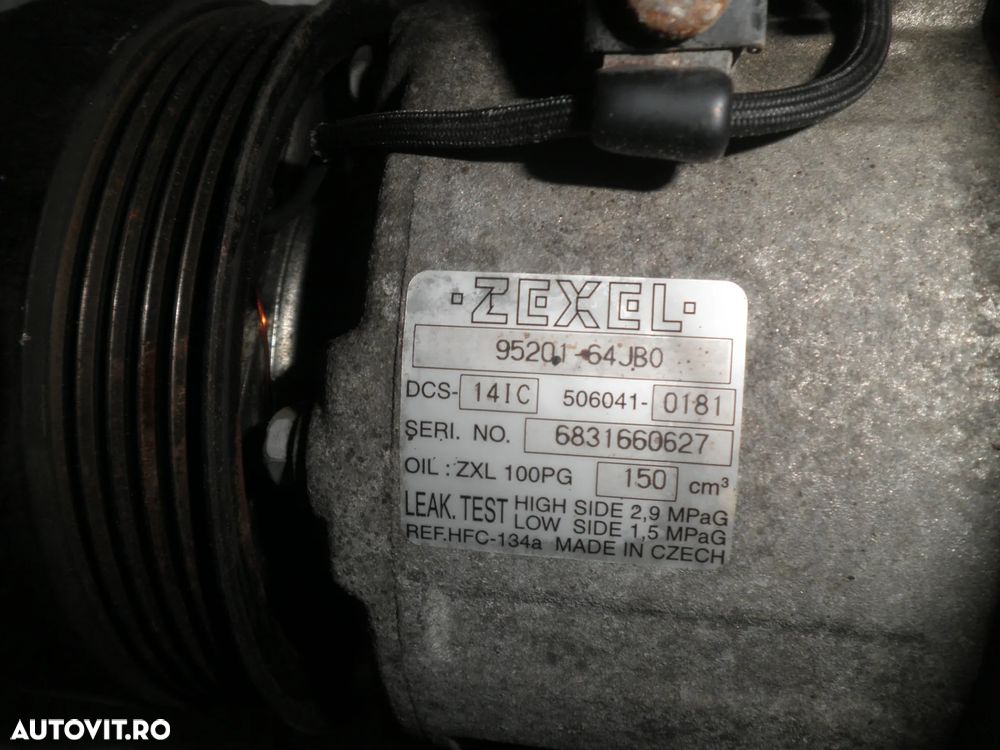 ·ZEXEL·
95201-64JB0
DCS- 14IC 506041- 0181
SERI. NO. 6831660627
OIL : ZXL 100PG 150 cm³
LEAK. TEST HIGH SIDE 2,9 MPaG
LOW SIDE 1,5 MPaG
REF.HFC-134a MADE IN CZECH
AUTOVIT.RO